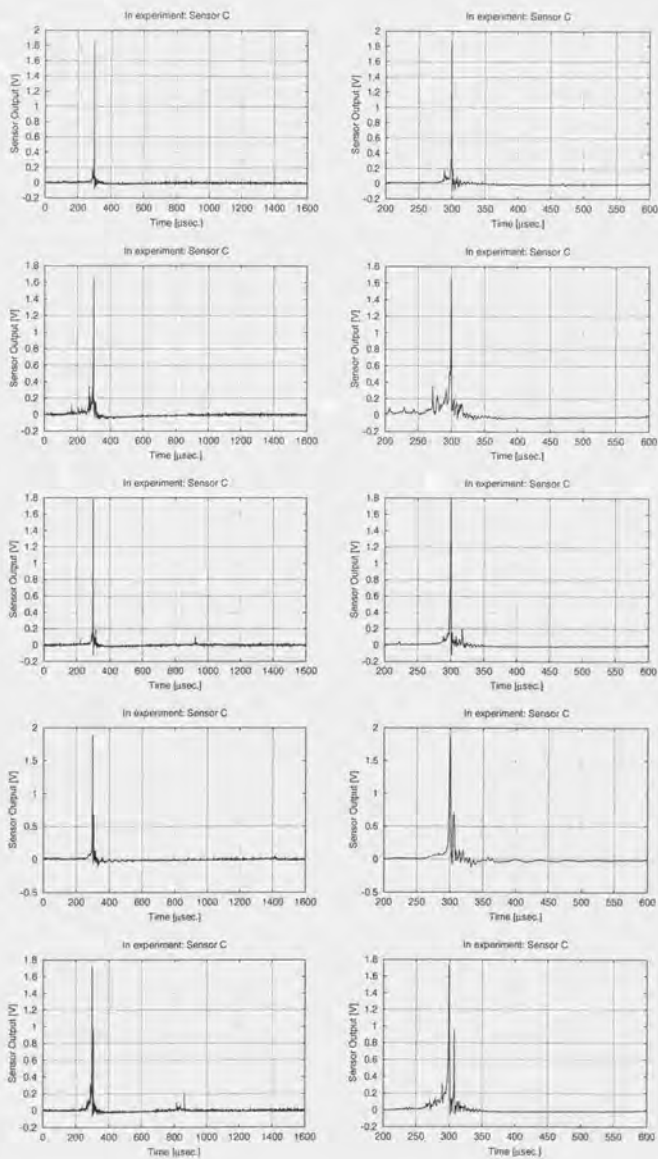 In experiment: Sensor C
Sensor Output [V]
2
1.8
1.6
1.4
1.2
1
0.8
0.6
0.4
0.2
0
-0.2
0 200 400 600 800 1000 1200 1400 1600
Time [μsec.]
In experiment: Sensor C
Sensor Output [V]
2
1.8
1.6
1.4
1.2
1
0.8
0.6
0.4
0.2
0
-0.2
200 250 300 350 400 450 500 550 600
Time [μsec.]
In experiment: Sensor C
Sensor Output [V]
1.8
1.6
1.4
1.2
1
0.8
0.6
0.4
0.2
0
-0.2
0 200 400 600 800 1000 1200 1400 1600
Time [μsec.]
In experiment: Sensor C
Sensor Output [V]
1.8
1.6
1.4
1.2
1
0.8
0.6
0.4
0.2
0
-0.2
200 250 300 350 400 450 500 550 600
Time [μsec.]
In experiment: Sensor C
Sensor Output [V]
1.8
1.6
1.4
1.2
1
0.8
0.6
0.4
0.2
0
-0.2
0 200 400 600 800 1000 1200 1400 1600
Time [μsec.]
In experiment: Sensor C
Sensor Output [V]
1.8
1.6
1.4
1.2
1
0.8
0.6
0.4
0.2
0
-0.2
200 250 300 350 400 450 500 550 600
Time [μsec.]
In experiment: Sensor C
Sensor Output [V]
2
1.5
1
0.5
0
-0.5
0 200 400 600 800 1000 1200 1400 1600
Time [μsec.]
In experiment: Sensor C
Sensor Output [V]
2
1.5
1
0.5
0
-0.5
200 250 300 350 400 450 500 550 600
Time [μsec.]
In experiment: Sensor C
Sensor Output [V]
1.8
1.6
1.4
1.2
1
0.8
0.6
0.4
0.2
0
-0.2
0 200 400 600 800 1000 1200 1400 1600
Time [μsec.]
In experiment: Sensor C
Sensor Output [V]
1.8
1.6
1.4
1.2
1
0.8
0.6
0.4
0.2
0
-0.2
200 250 300 350 400 450 500 550 600
Time [μsec.]